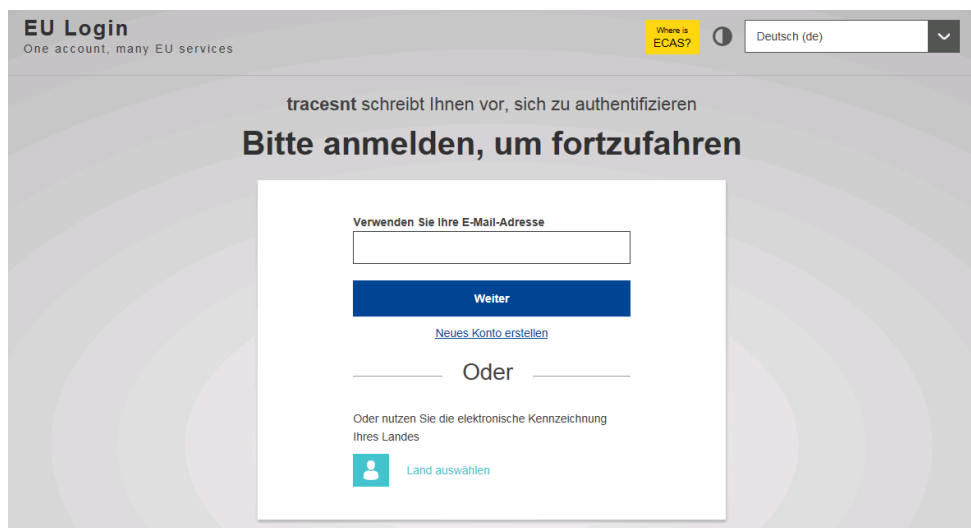 EU Login
One account, many EU services
Where is
ECAS?
Deutsch (de)
tracesnt schreibt Ihnen vor, sich zu authentifizieren
Bitte anmelden, um fortzufahren
Verwenden Sie Ihre E-Mail-Adresse
Weiter
Neues Konto erstellen
Oder
Oder nutzen Sie die elektronische Kennzeichnung
Ihres Landes
Land auswählen